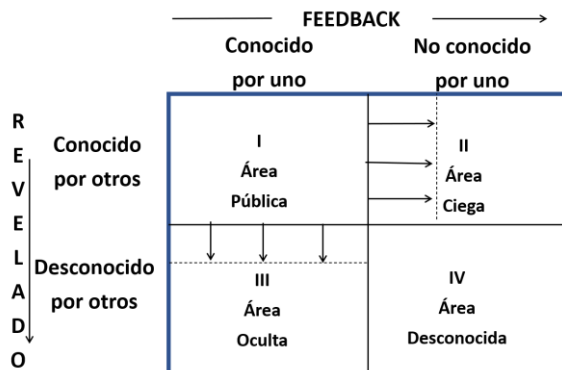 FEEDBACK
Conocido
por uno
No conocido
por uno
REVELADO
Conocido
por otros
I
Área
Pública
II
Área
Ciega
Desconocido
por otros
III
Área
Oculta
IV
Área
Desconocida